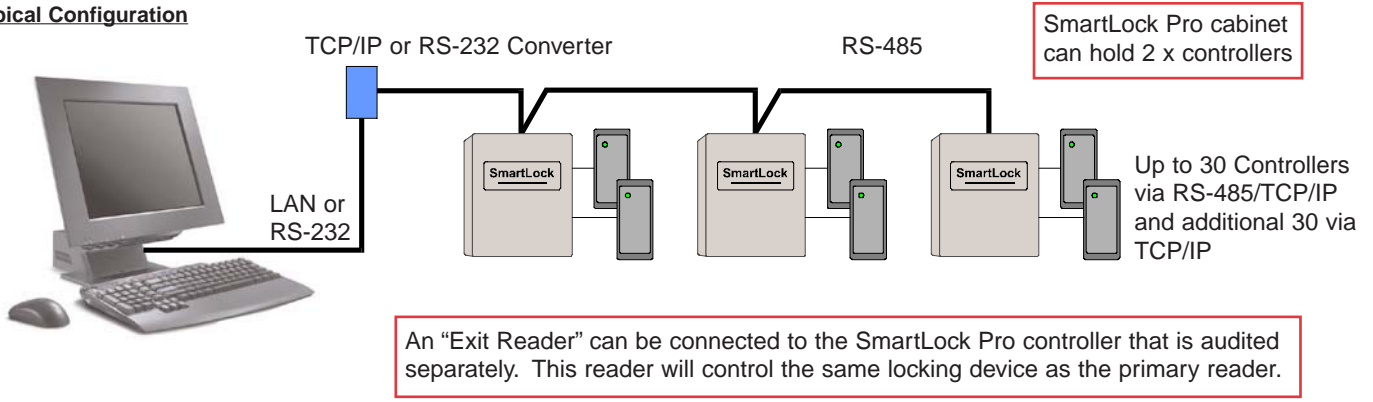 pical Configuration
SmartLock Pro cabinet
can hold 2 x controllers
TCP/IP or RS-232 Converter
RS-485
SmartLock
SmartLock
SmartLock
LAN or
RS-232
Up to 30 Controllers
via RS-485/TCP/IP
and additional 30 via
TCP/IP
An “Exit Reader” can be connected to the SmartLock Pro controller that is audited
separately. This reader will control the same locking device as the primary reader.